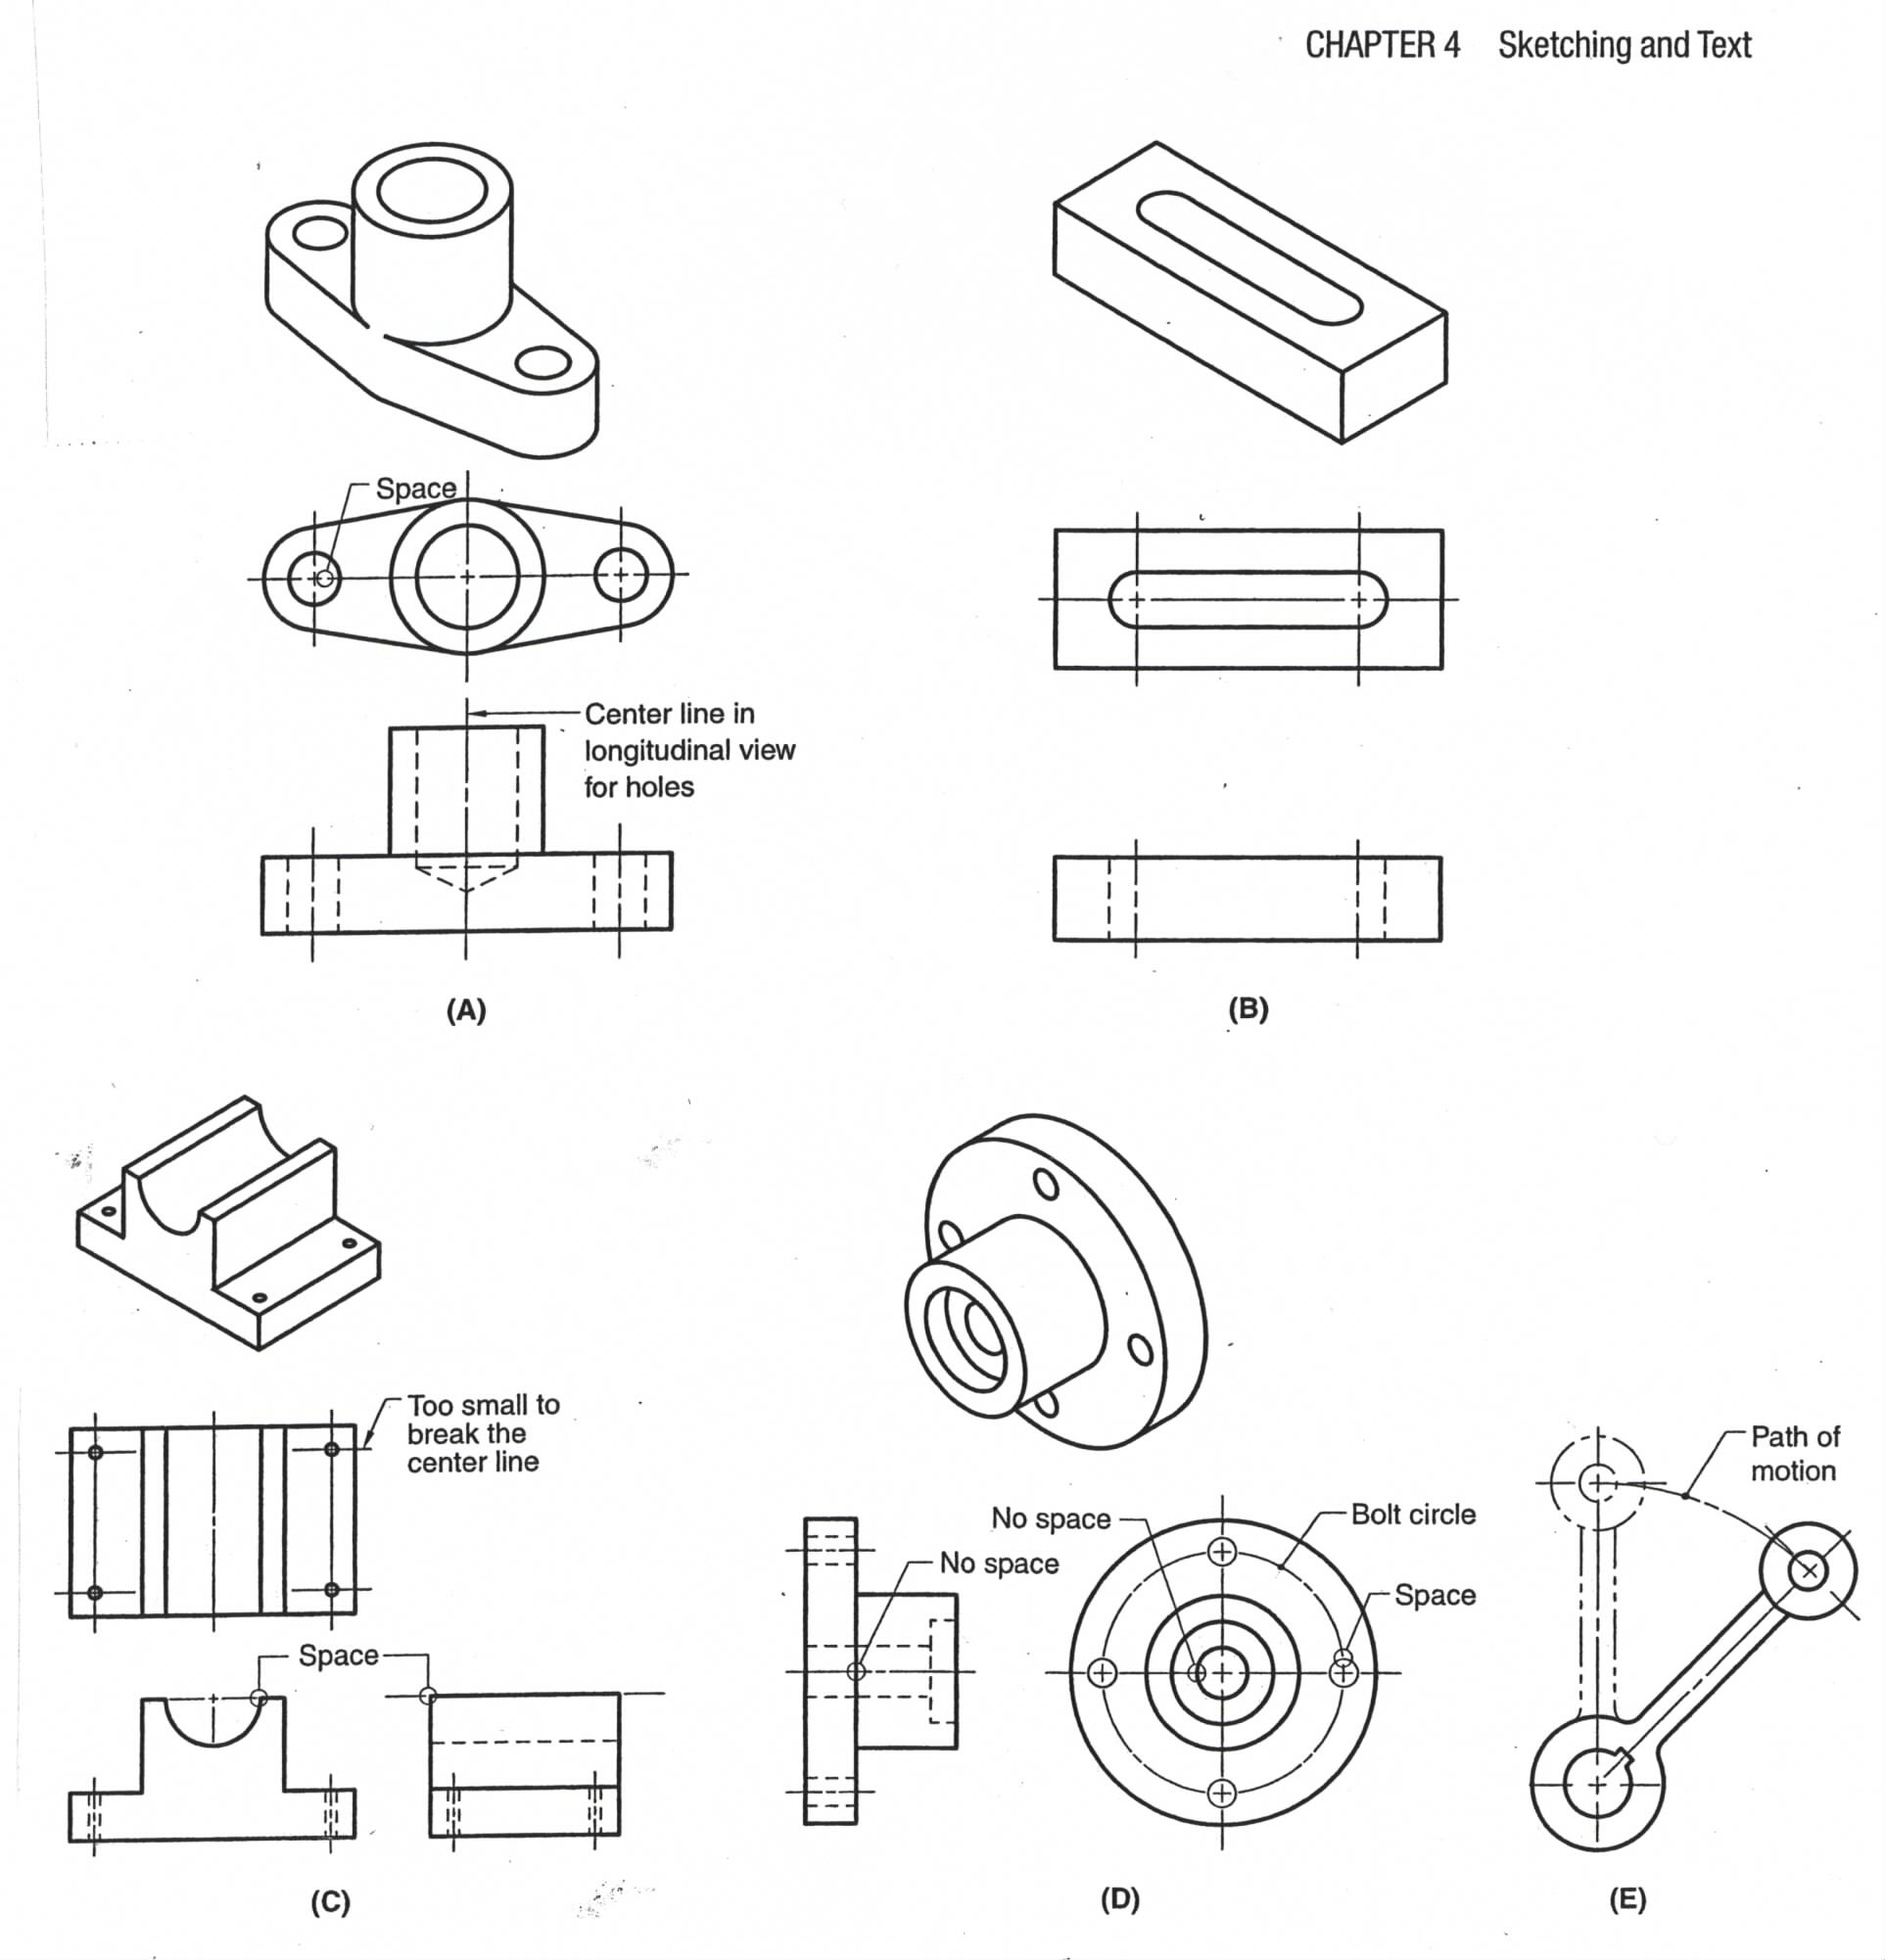 CHAPTER 4 Sketching and Text
Space
Center line in
longitudinal view
for holes
(A)
(B)
Too small to
break the
center line
Space
(C)
No space
No space
Bolt circle
Space
(D)
Path of
motion
(E)